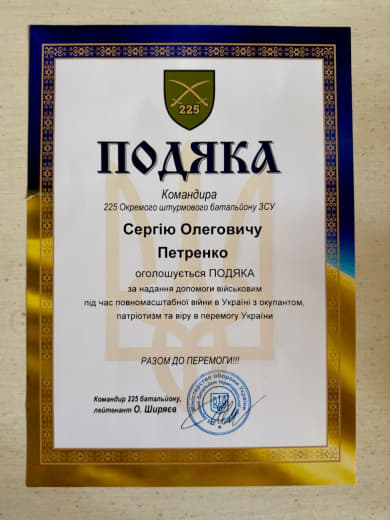 225
ПОДЯКА
Командира
225 Окремого штурмового батальйону ЗСУ
Сергію Олеговичу
Петренко
оголошується ПОДЯКА
за надання допомоги військовим
під час повномасштабної війни в Україні з окупантом,
патріотизм та віру в перемогу України
РАЗОМ ДО ПЕРЕМОГИ!!!
Міністерство оборони України
Командир 225 батальйону,
лейтенант О. Ширяєв